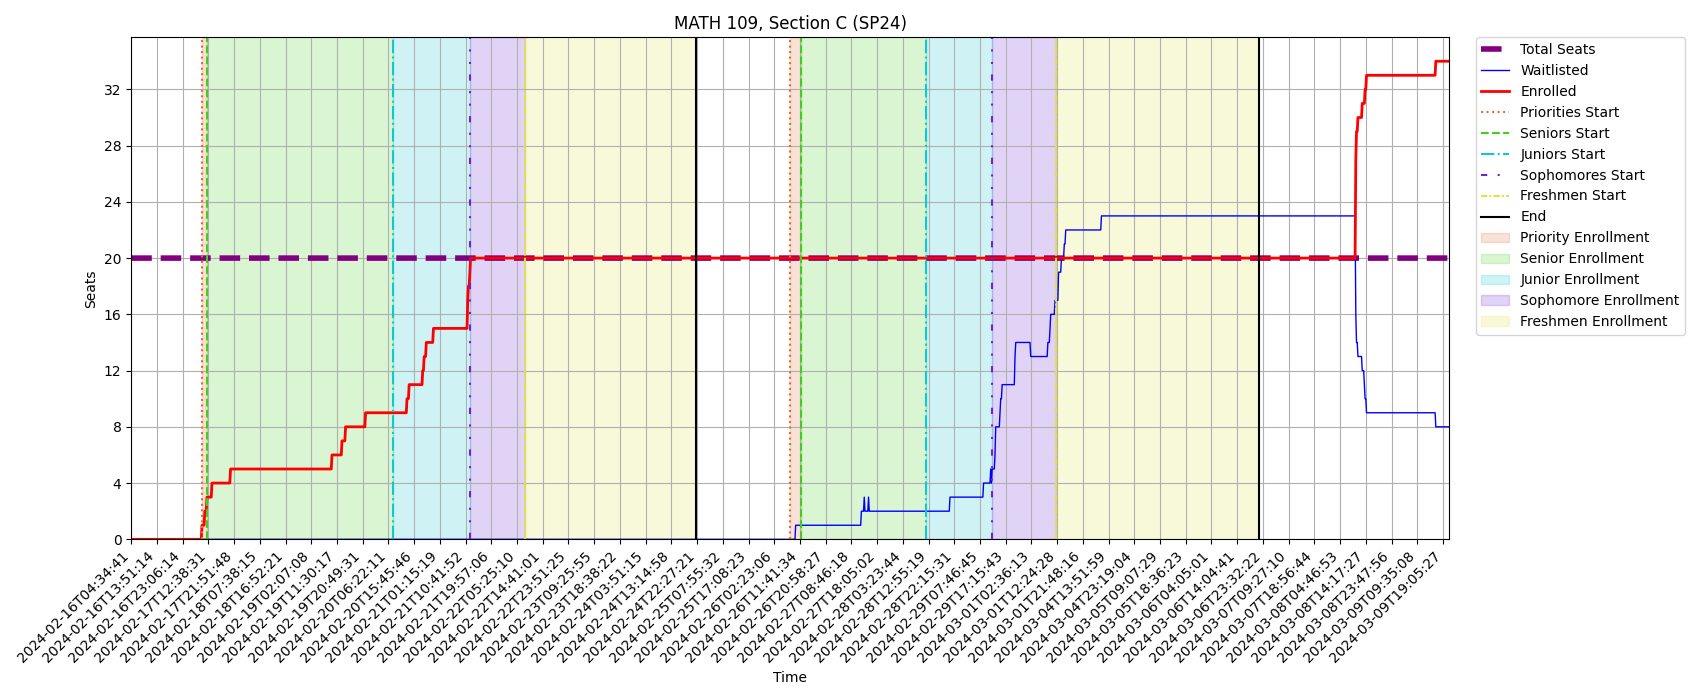 MATH 109, Section C (SP24)
Seats
32
28
24
20
16
12
8
4
0
2024-02-16T04:34:41
2024-02-16T13:51:14
2024-02-16T23:06:14
2024-02-17T12:38:31
2024-02-17T21:51:48
2024-02-18T07:38:15
2024-02-18T16:52:21
2024-02-19T02:07:08
2024-02-19T11:30:17
2024-02-19T20:49:31
2024-02-20T06:22:11
2024-02-20T15:45:46
2024-02-21T01:15:19
2024-02-21T10:41:52
2024-02-21T19:57:06
2024-02-22T05:25:10
2024-02-22T14:41:01
2024-02-22T23:51:25
2024-02-23T09:25:55
2024-02-23T18:38:22
2024-02-24T03:51:15
2024-02-24T13:14:58
2024-02-24T22:27:21
2024-02-25T07:55:32
2024-02-25T17:08:23
2024-02-26T02:23:06
2024-02-26T11:41:34
2024-02-26T20:58:27
2024-02-27T08:46:18
2024-02-27T18:05:02
2024-02-28T03:23:44
2024-02-28T12:55:19
2024-02-28T22:15:31
2024-02-29T07:46:45
2024-02-29T17:15:43
2024-03-01T02:36:13
2024-03-01T12:24:28
2024-03-01T21:48:16
2024-03-04T13:51:59
2024-03-04T23:19:04
2024-03-05T09:07:29
2024-03-05T18:36:23
2024-03-06T04:05:01
2024-03-06T14:04:41
2024-03-06T23:32:22
2024-03-07T09:27:10
2024-03-07T18:56:44
2024-03-08T04:46:53
2024-03-08T14:17:27
2024-03-08T23:47:56
2024-03-09T09:35:08
2024-03-09T19:05:27
Time
Total Seats
Waitlisted
Enrolled
Priorities Start
Seniors Start
Juniors Start
Sophomores Start
Freshmen Start
End
Priority Enrollment
Senior Enrollment
Junior Enrollment
Sophomore Enrollment
Freshmen Enrollment